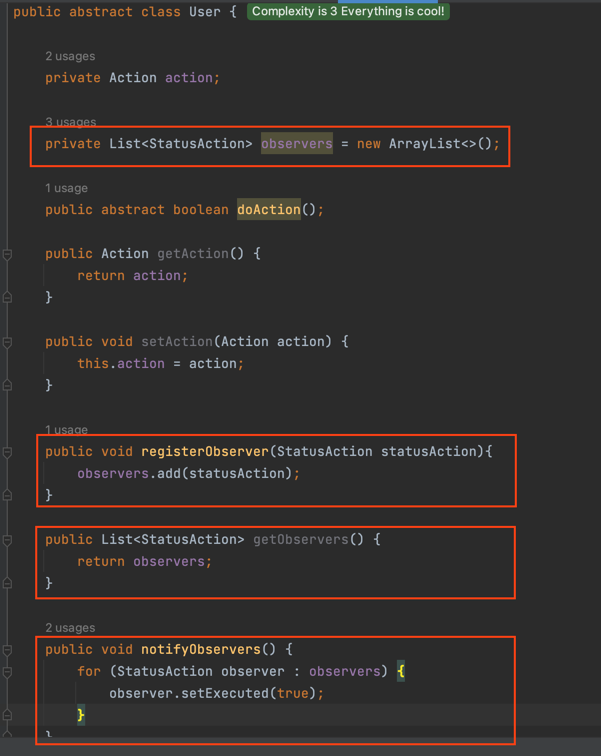 public abstract class User { Complexity is 3 Everything is cool!
2 usages
private Action action;
3 usages
private List<StatusAction> observers = new ArrayList<>();
1 usage
public abstract boolean doAction();
public Action getAction() {
return action;
}
public void setAction(Action action) {
this.action = action;
}
1 usage
public void registerObserver(StatusAction statusAction){
observers.add(statusAction);
}
public List<StatusAction> getObservers() {
return observers;
}
2 usages
public void notifyObservers() {
for (StatusAction observer : observers) {
observer.setExecuted(true);
}
}